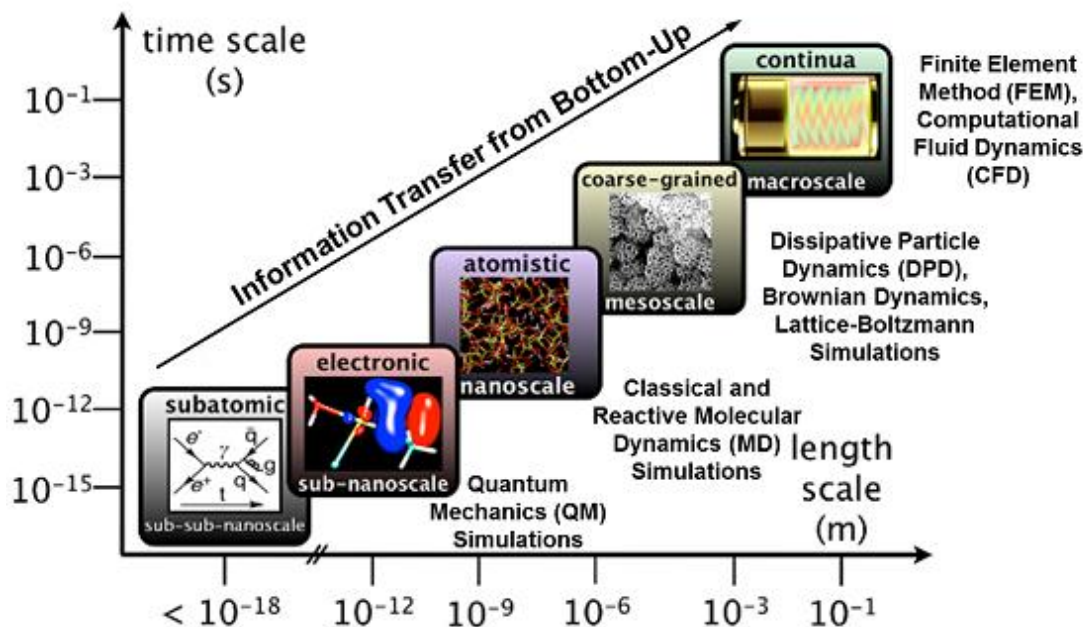 time scale
(s)
10⁻¹
10⁻³
10⁻⁶
10⁻⁹
10⁻¹²
10⁻¹⁵
Information Transfer from Bottom-Up
continua
macroscale
Finite Element
Method (FEM),
Computational
Fluid Dynamics
(CFD)
coarse-grained
mesoscale
Dissipative Particle
Dynamics (DPD),
Brownian Dynamics,
Lattice-Boltzmann
Simulations
atomistic
nanoscale
Classical and
Reactive Molecular
Dynamics (MD)
Simulations
electronic
sub-nanoscale
Quantum
Mechanics (QM)
Simulations
subatomic
e⁻ q̄
γ
g
e⁺ q
t
sub-sub-nanoscale
length
scale
(m)
< 10⁻¹⁸ 10⁻¹² 10⁻⁹ 10⁻⁶ 10⁻³ 10⁻¹